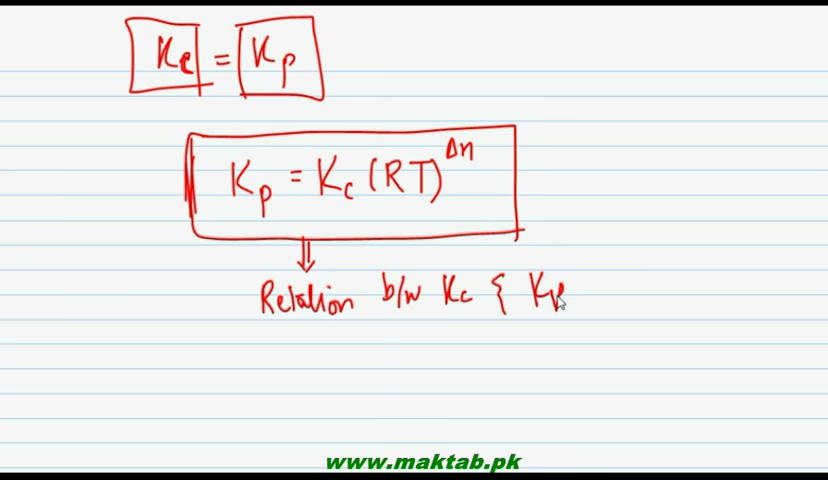 Kc = Kp
Kp = Kc (RT)^Δn
Relation b/w Kc & Kp
www.maktab.pk